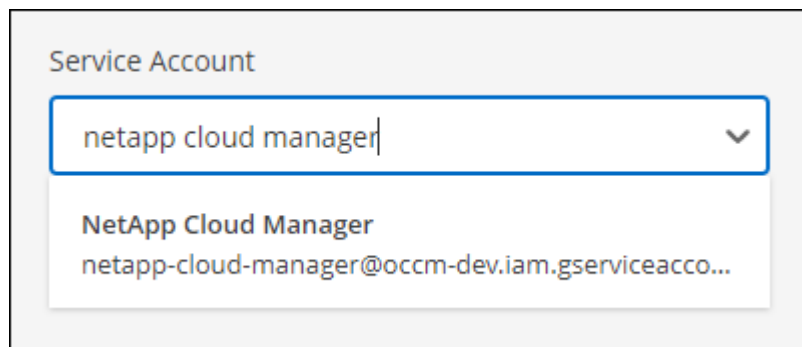 Service Account
netapp cloud manager
NetApp Cloud Manager
netapp-cloud-manager@occm-dev.iam.gserviceacco...